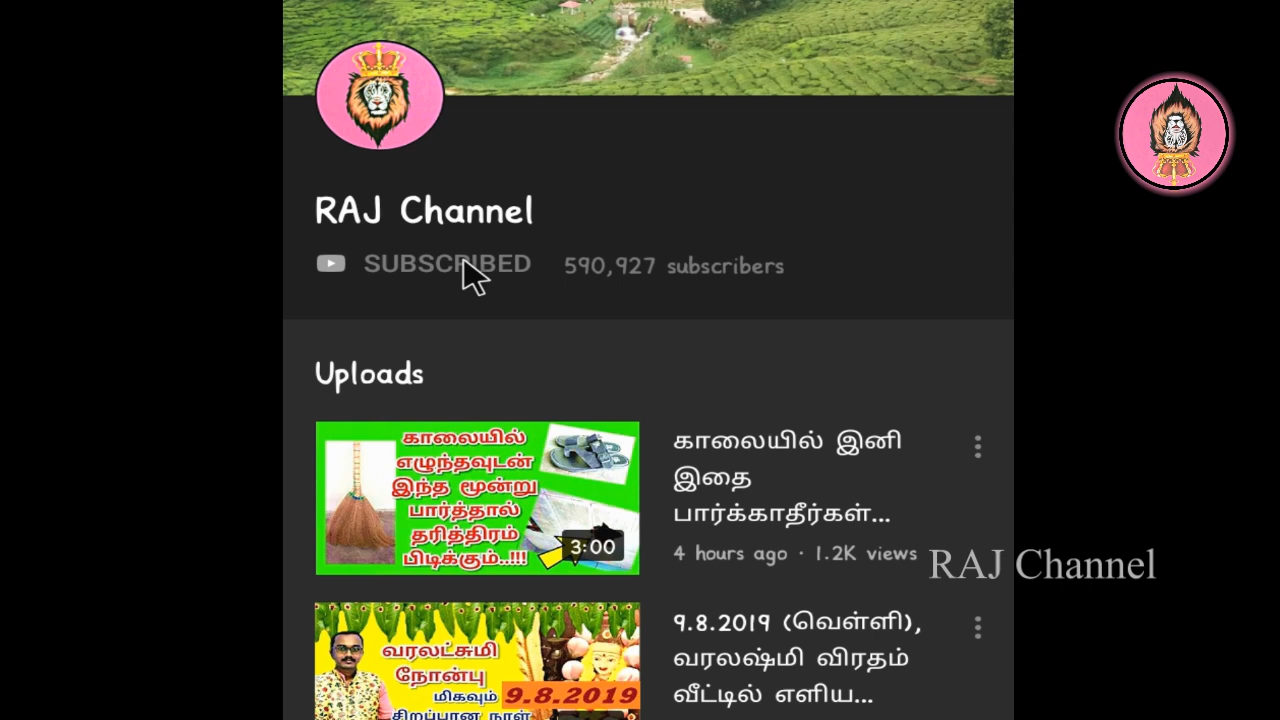 RAJ Channel
SUBSCRIBED 590,927 subscribers
Uploads
காலையில்
எழுந்தவுடன்
இந்த மூன்று
பார்த்தால்
தரித்திரம்
பிடிக்கும்..!!!
3:00
காலையில் இனி
இதை
பார்க்காதீர்கள்...
4 hours ago · 1.2K views
RAJ Channel
வரலட்சுமி
நோன்பு
மிகவும் 9.8.2019
சிறப்பான நாள்
9.8.2019 (வெள்ளி),
வரலஷ்மி விரதம்
வீட்டில் எளிய...